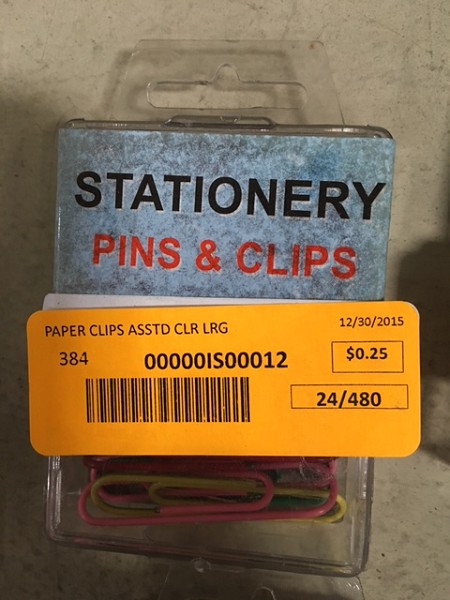 STATIONERY
PINS & CLIPS
PAPER CLIPS ASSTD CLR LRG
12/30/2015
384
00000IS00012
$0.25
24/480